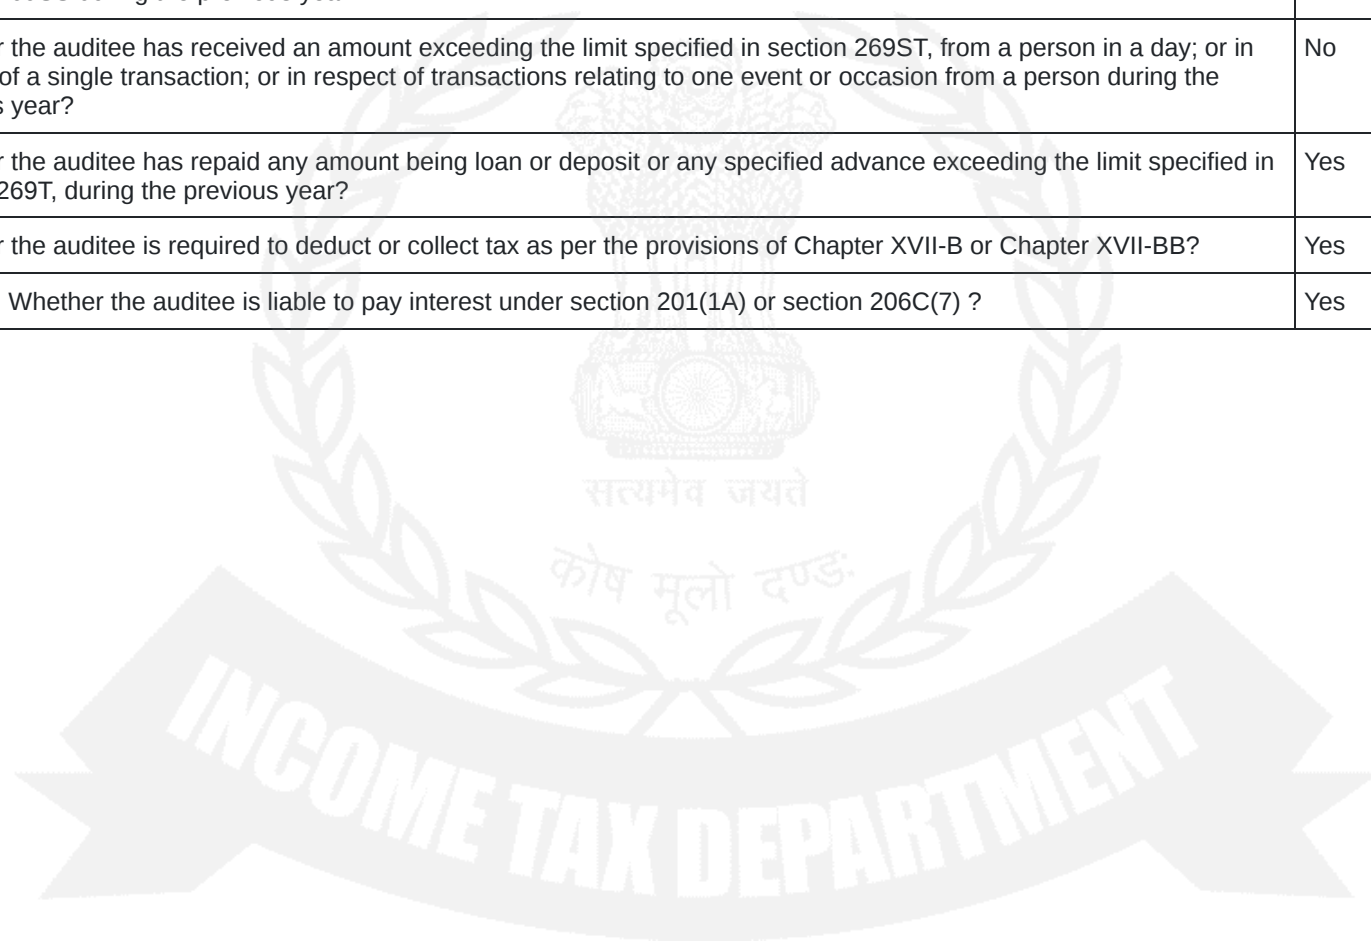 r the auditee has received an amount exceeding the limit specified in section 269ST, from a person in a day; or in No
of a single transaction; or in respect of transactions relating to one event or occasion from a person during the
s year?
r the auditee has repaid any amount being loan or deposit or any specified advance exceeding the limit specified in Yes
269T, during the previous year?
r the auditee is required to deduct or collect tax as per the provisions of Chapter XVII-B or Chapter XVII-BB? Yes
Whether the auditee is liable to pay interest under section 201(1A) or section 206C(7) ? Yes
सत्यमेव जयते
कोष मूलो दण्डः
INCOME TAX DEPARTMENT